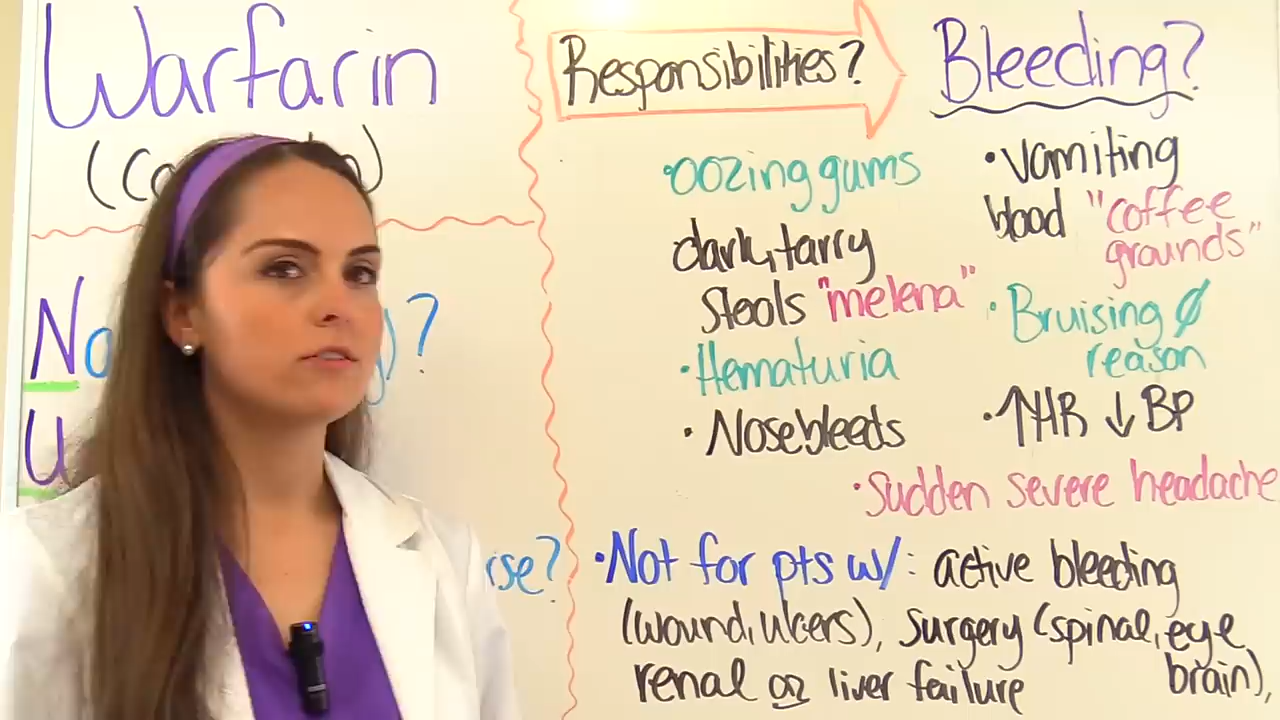 Warfarin
Responsibilities?
Bleeding?
• oozing gums
dark, tarry
stools "melena"
• Hematuria
• Nosebleeds
• vomiting
blood "coffee
grounds"
• Bruising Ø
reason
• ↑HR ↓BP
• Sudden severe headache
• Not for pts w/: active bleeding
(wound, ulcers), surgery (spinal, eye
brain),
renal or liver failure